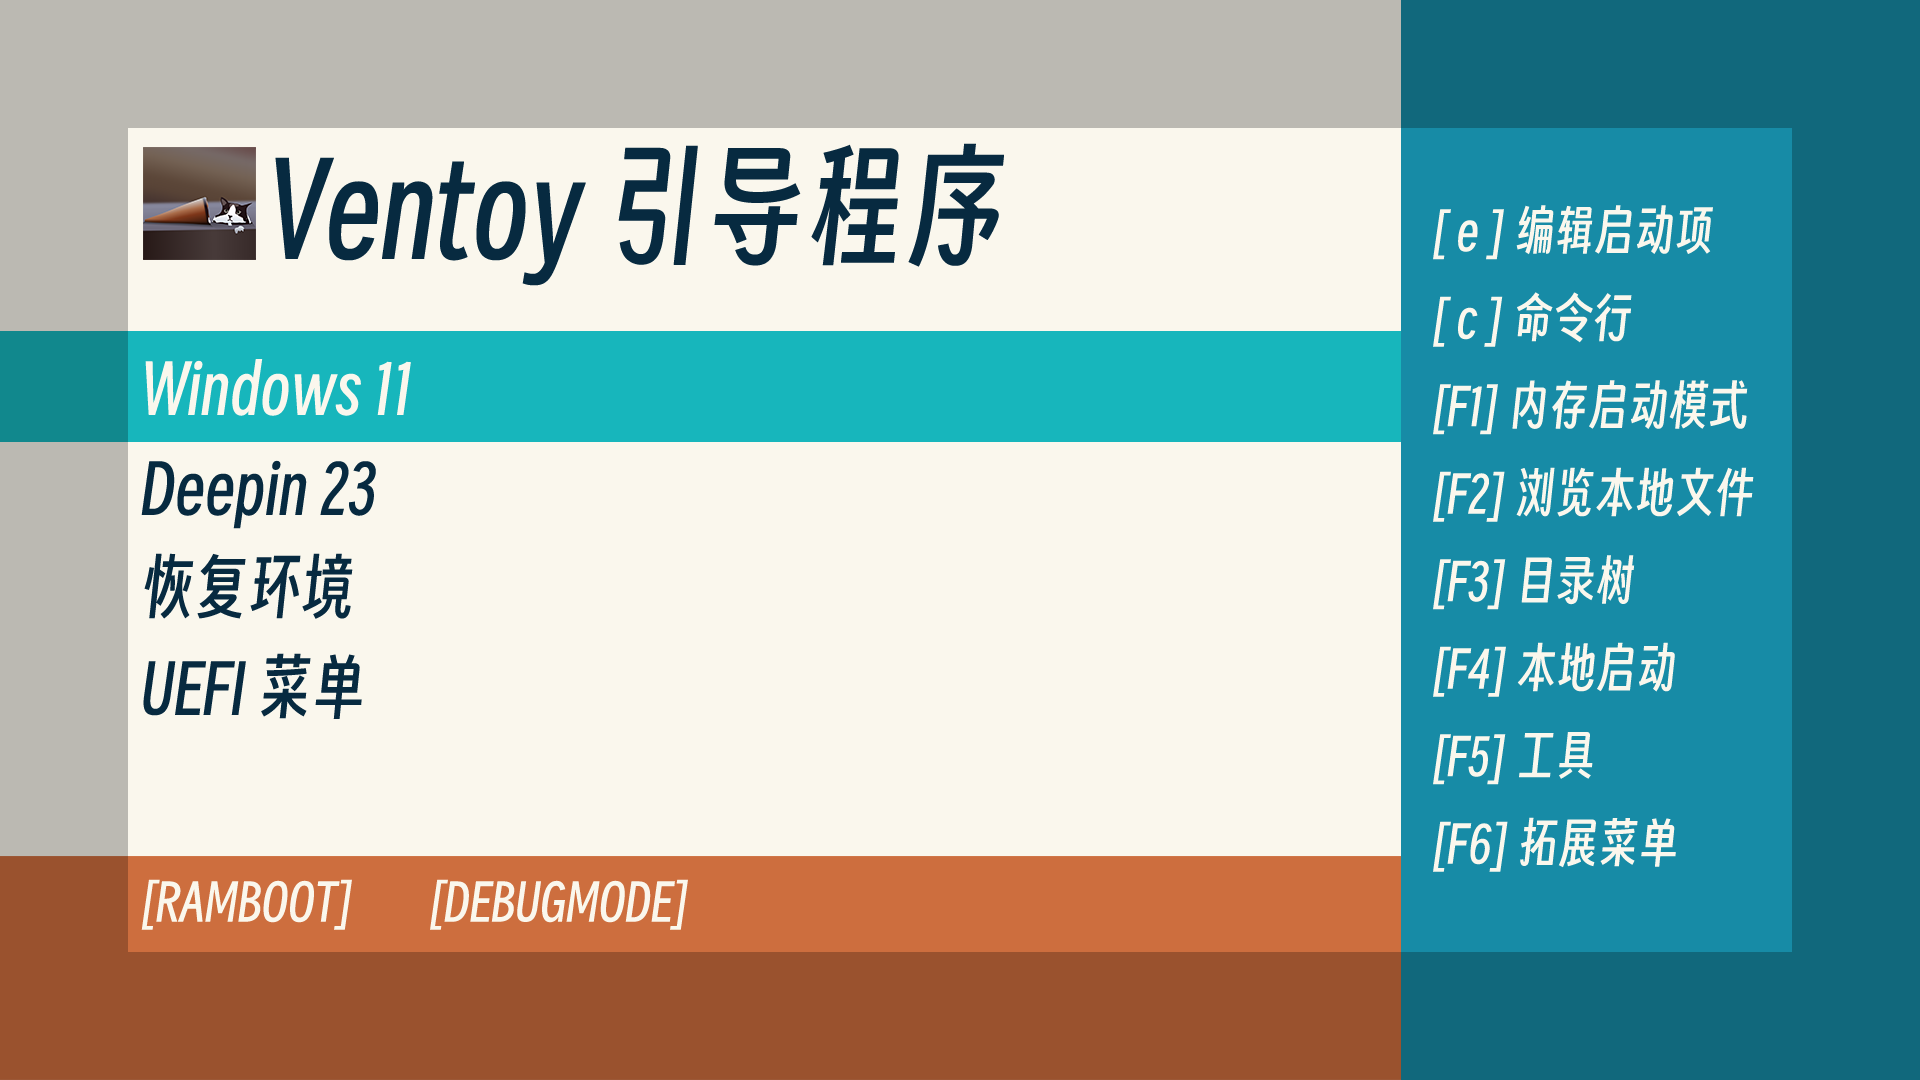 Ventoy 引导程序
Windows 11
Deepin 23
恢复环境
UEFI 菜单
[RAMBOOT] [DEBUGMODE]
[ e ] 编辑启动项
[ c ] 命令行
[F1] 内存启动模式
[F2] 浏览本地文件
[F3] 目录树
[F4] 本地启动
[F5] 工具
[F6] 拓展菜单